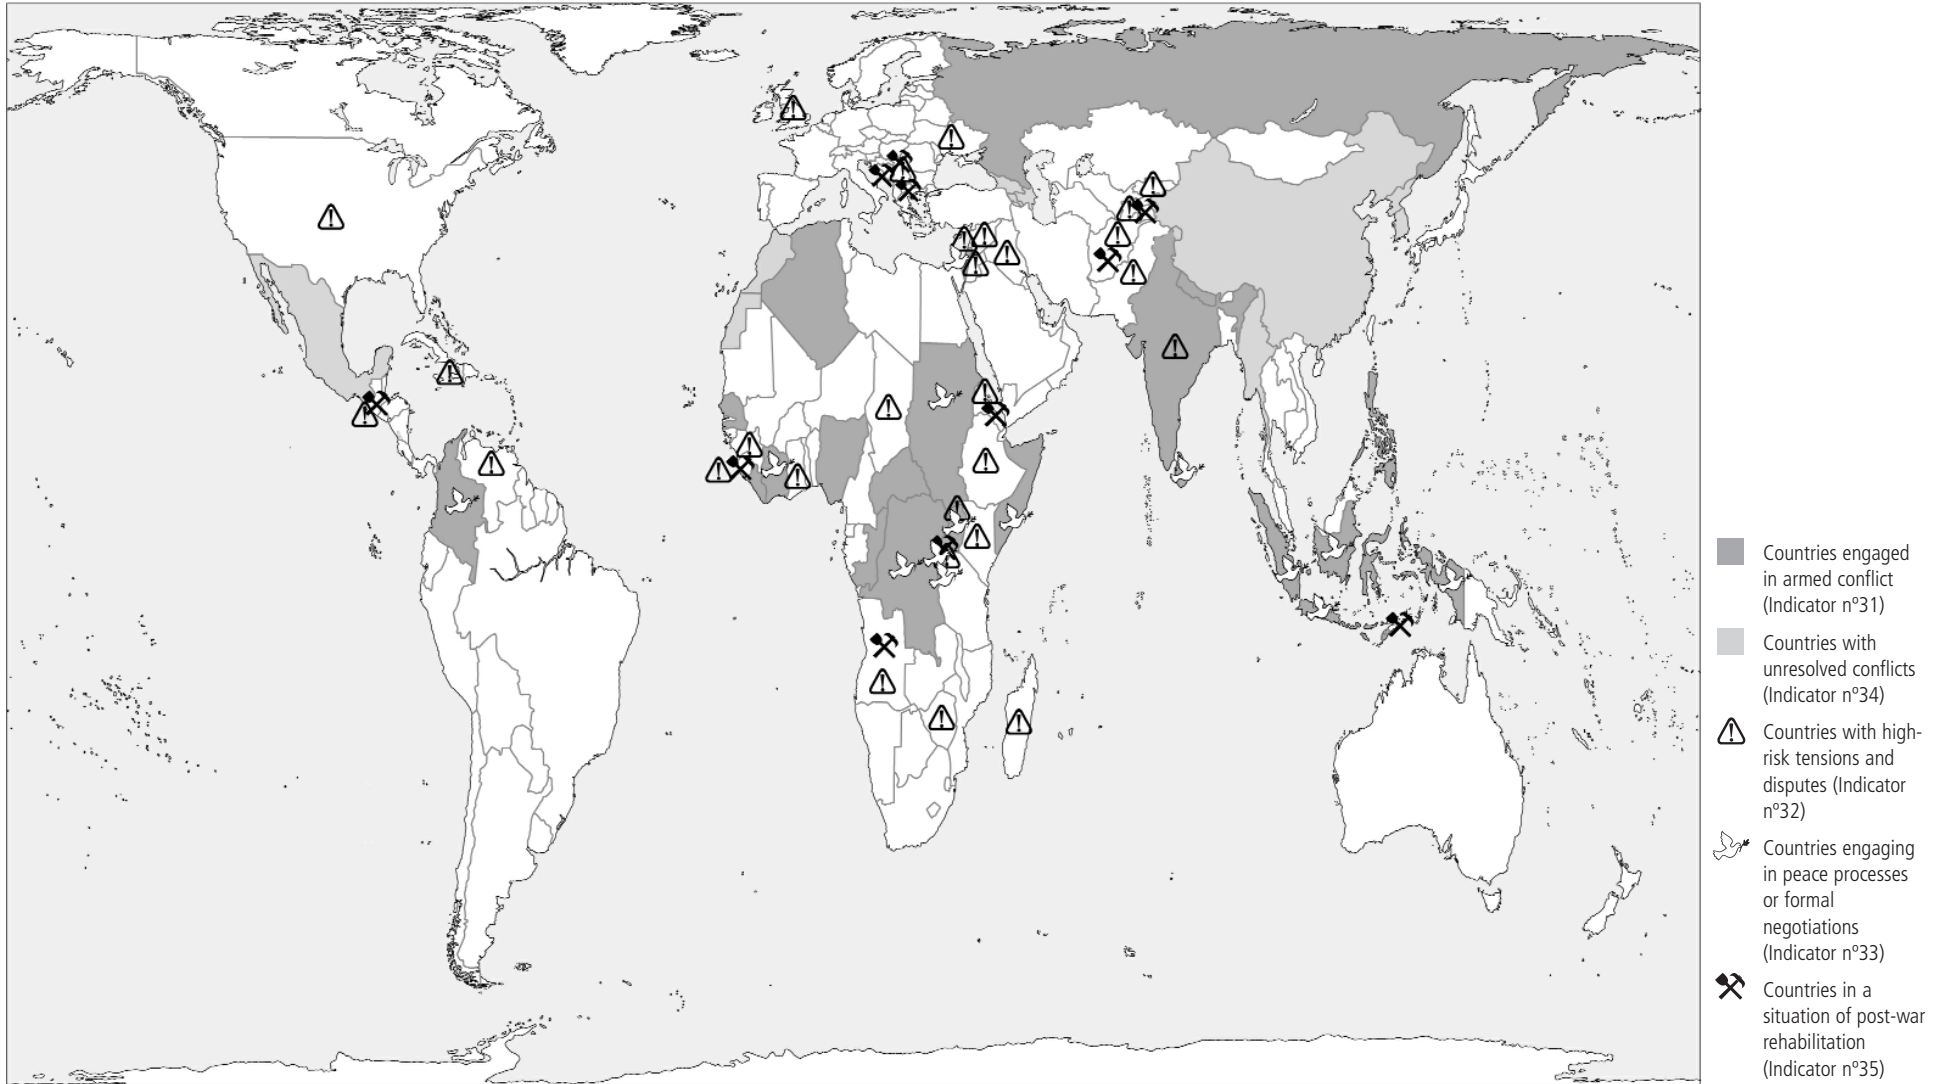 Countries engaged
in armed conflict
(Indicator nº31)
Countries with
unresolved conflicts
(Indicator nº34)
Countries with high-
risk tensions and
disputes (Indicator
nº32)
Countries engaging
in peace processes
or formal
negotiations
(Indicator nº33)
Countries in a
situation of post-war
rehabilitation
(Indicator nº35)